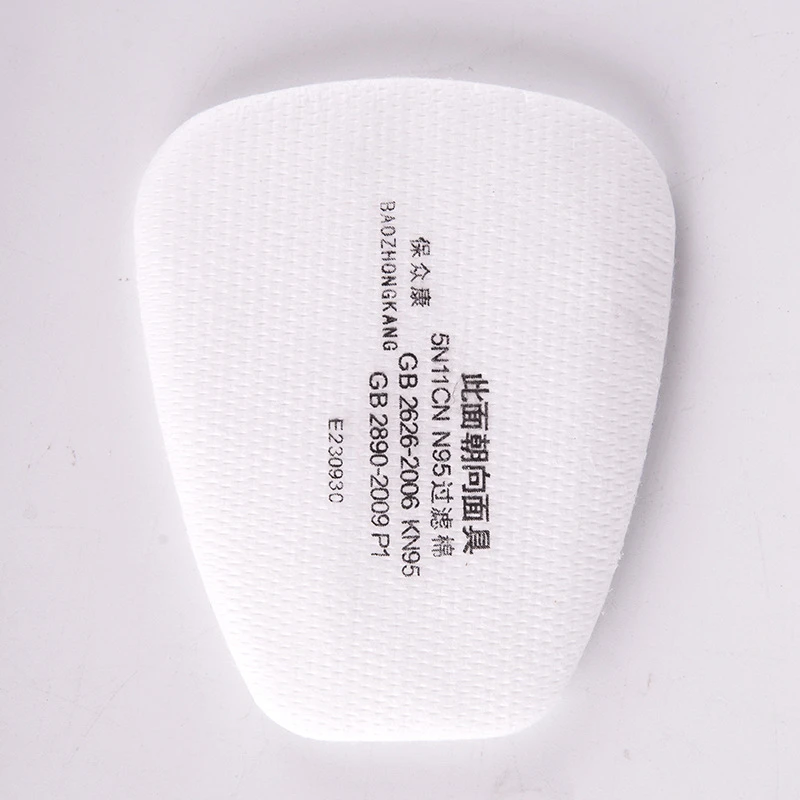 此面朝向面具
保众康
5N11CN N95过滤棉
BAOZHONGKANG
GB 2626-2006 KN95
GB 2890-2009 P1
E230930